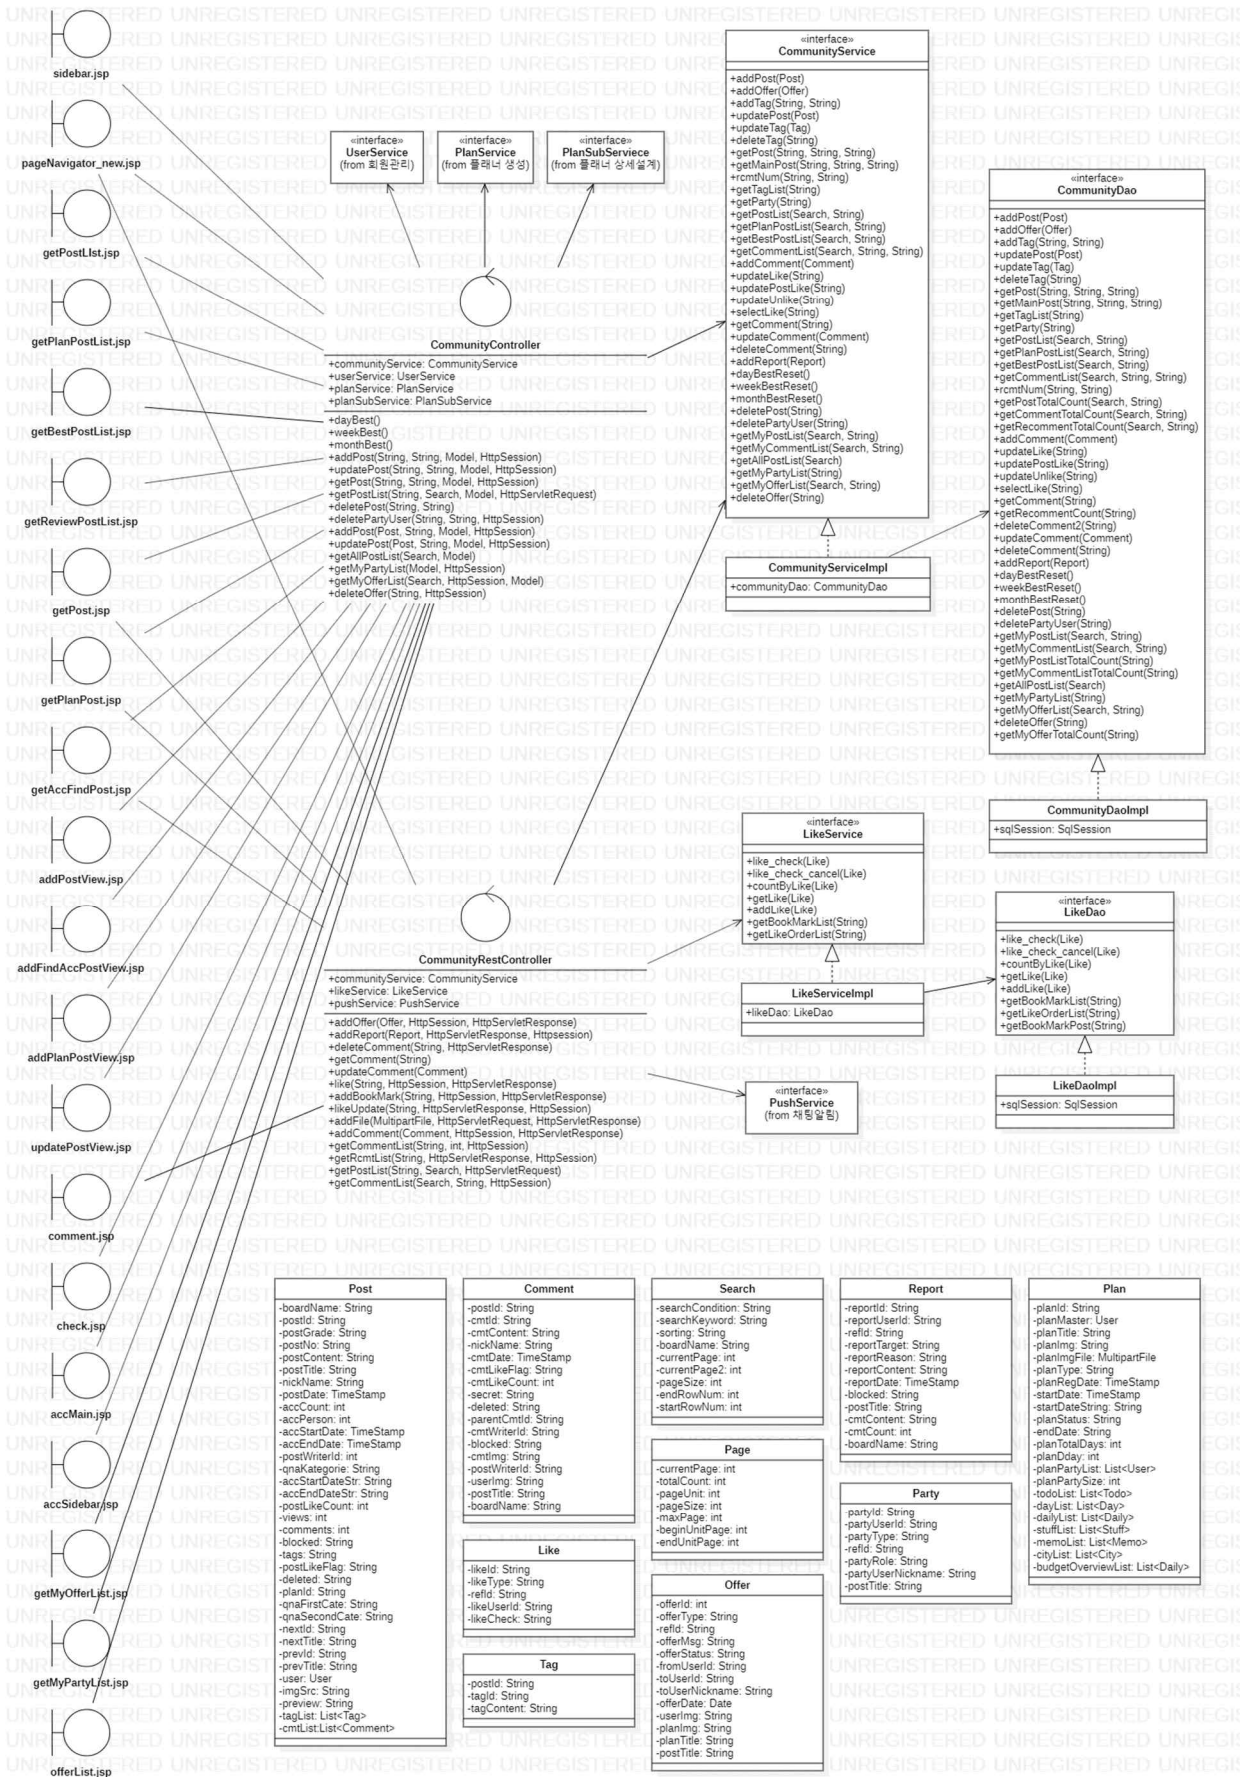 sidebar.jsp
pageNavigator_new.jsp
getPostLIst.jsp
getPlanPostList.jsp
getBestPostList.jsp
getReviewPostList.jsp
getPost.jsp
getPlanPost.jsp
getAccFindPost.jsp
addPostView.jsp
addFindAccPostView.jsp
addPlanPostView.jsp
updatePostView.jsp
comment.jsp
check.jsp
accMain.jsp
accSidebar.jsp
getMyOfferList.jsp
getMyPartyList.jsp
offerList.jsp
«interface»
UserService
(from 회원관리)
«interface»
PlanService
(from 플래너 생성)
«interface»
PlanSubServiece
(from 플래너 상세설계)
CommunityController
+communityService: CommunityService
+userService: UserService
+planService: PlanService
+planSubService: PlanSubService
+dayBest()
+weekBest()
+monthBest()
+addPost(String, String, Model, HttpSession)
+updatePost(String, String, Model, HttpSession)
+getPost(String, String, Model, HttpSession)
+getPostList(String, Search, Model, HttpServletRequest)
+deletePost(String, String)
+deletePartyUser(String, String, HttpSession)
+addPost(Post, String, Model, HttpSession)
+updatePost(Post, String, Model, HttpSession)
+getAllPostList(Search, Model)
+getMyPartyList(Model, HttpSession)
+getMyOfferList(Search, HttpSession, Model)
+deleteOffer(String, HttpSession)
«interface»
CommunityService
+addPost(Post)
+addOffer(Offer)
+addTag(String, String)
+updatePost(Post)
+updateTag(Tag)
+deleteTag(String)
+getPost(String, String, String)
+getMainPost(String, String, String)
+rcmtNum(String, String)
+getTagList(String)
+getParty(String)
+getPostList(Search, String)
+getPlanPostList(Search, String)
+getBestPostList(Search, String)
+getCommentList(Search, String, String)
+addComment(Comment)
+updateLike(String)
+updatePostLike(String)
+updateUnlike(String)
+selectLike(String)
+getComment(String)
+updateComment(Comment)
+deleteComment(String)
+addReport(Report)
+dayBestReset()
+weekBestReset()
+monthBestReset()
+deletePost(String)
+deletePartyUser(String)
+getMyPostList(Search, String)
+getMyCommentList(Search, String)
+getAllPostList(Search)
+getMyPartyList(String)
+getMyOfferList(Search, String)
+deleteOffer(String)
CommunityServiceImpl
+communityDao: CommunityDao
«interface»
CommunityDao
+addPost(Post)
+addOffer(Offer)
+addTag(String, String)
+updatePost(Post)
+updateTag(Tag)
+deleteTag(String)
+getPost(String, String, String)
+getMainPost(String, String, String)
+getTagList(String)
+getParty(String)
+getPostList(Search, String)
+getPlanPostList(Search, String)
+getBestPostList(Search, String)
+getCommentList(Search, String, String)
+rcmtNum(String, String)
+getPostTotalCount(Search, String)
+getCommentTotalCount(Search, String)
+getRecommentTotalCount(Search, String)
+addComment(Comment)
+updateLike(String)
+updatePostLike(String)
+updateUnlike(String)
+selectLike(String)
+getComment(String)
+getRecommentCount(String)
+deleteComment2(String)
+updateComment(Comment)
+deleteComment(String)
+addReport(Report)
+dayBestReset()
+weekBestReset()
+monthBestReset()
+deletePost(String)
+deletePartyUser(String)
+getMyPostList(Search, String)
+getMyCommentList(Search, String)
+getMyPostListTotalCount(String)
+getMyCommentListTotalCount(String)
+getAllPostList(Search)
+getMyPartyList(String)
+getMyOfferList(Search, String)
+deleteOffer(String)
+getMyOfferTotalCount(String)
CommunityDaoImpl
+sqlSession: SqlSession
CommunityRestController
+communityService: CommunityService
+likeService: LikeService
+pushService: PushService
+addOffer(Offer, HttpSession, HttpServletResponse)
+addReport(Report, HttpServletResponse, Httpsession)
+deleteComment(String, HttpServletResponse)
+getComment(String)
+updateComment(Comment)
+like(String, HttpSession, HttpServletResponse)
+addBookMark(String, HttpSession, HttpServletResponse)
+likeUpdate(String, HttpServletResponse, HttpSession)
+addFile(MultipartFile, HttpServletRequest, HttpServletResponse)
+addComment(Comment, HttpSession, HttpServletResponse)
+getCommentList(String, int, HttpSession)
+getRcmtList(String, HttpServletResponse, HttpSession)
+getPostList(String, Search, HttpServletRequest)
+getCommentList(Search, String, HttpSession)
«interface»
LikeService
+like_check(Like)
+like_check_cancel(Like)
+countByLike(Like)
+getLike(Like)
+addLike(Like)
+getBookMarkList(String)
+getLikeOrderList(String)
LikeServiceImpl
+likeDao: LikeDao
«interface»
PushService
(from 채팅알림)
«interface»
LikeDao
+like_check(Like)
+like_check_cancel(Like)
+countByLike(Like)
+getLike(Like)
+addLike(Like)
+getBookMarkList(String)
+getLikeOrderList(String)
+getBookMarkPost(String)
LikeDaoImpl
+sqlSession: SqlSession
Post
-boardName: String
-postId: String
-postGrade: String
-postNo: String
-postContent: String
-postTitle: String
-nickName: String
-postDate: TimeStamp
-accCount: int
-accPerson: int
-accStartDate: TimeStamp
-accEndDate: TimeStamp
-postWriterId: int
-qnaKategorie: String
-accStartDateStr: String
-accEndDateStr: String
-postLikeCount: int
-views: int
-comments: int
-blocked: String
-tags: String
-postLikeFlag: String
-deleted: String
-planId: String
-qnaFirstCate: String
-qnaSecondCate: String
-nextId: String
-nextTitle: String
-prevId: String
-prevTitle: String
-user: User
-imgSrc: String
-preview: String
-tagList: List<Tag>
-cmtList:List<Comment>
Comment
-postId: String
-cmtId: String
-cmtContent: String
-nickName: String
-cmtDate: TimeStamp
-cmtLikeFlag: String
-cmtLikeCount: int
-secret: String
-deleted: String
-parentCmtId: String
-cmtWriterId: String
-blocked: String
-cmtImg: String
-postWriterId: String
-userImg: String
-postTitle: String
-boardName: String
Like
-likeId: String
-likeType: String
-refId: String
-likeUserId: String
-likeCheck: String
Tag
-postId: String
-tagId: String
-tagContent: String
Search
-searchCondition: String
-searchKeyword: String
-sorting: String
-boardName: String
-currentPage: int
-currentPage2: int
-pageSize: int
-endRowNum: int
-startRowNum: int
Page
-currentPage: int
-totalCount: int
-pageUnit: int
-pageSize: int
-maxPage: int
-beginUnitPage: int
-endUnitPage: int
Offer
-offerId: int
-offerType: String
-refId: String
-offerMsg: String
-offerStatus: String
-fromUserId: String
-toUserId: String
-toUserNickname: String
-offerDate: Date
-userImg: String
-planImg: String
-planTitle: String
-postTitle: String
Report
-reportId: String
-reportUserId: String
-refId: String
-reportTarget: String
-reportReason: String
-reportContent: String
-reportDate: TimeStamp
-blocked: String
-postTitle: String
-cmtContent: String
-cmtCount: int
-boardName: String
Party
-partyId: String
-partyUserId: String
-partyType: String
-refId: String
-partyRole: String
-partyUserNickname: String
-postTitle: String
Plan
-planId: String
-planMaster: User
-planTitle: String
-planImg: String
-planImgFile: MultipartFile
-planType: String
-planRegDate: TimeStamp
-startDate: TimeStamp
-startDateString: String
-planStatus: String
-endDate: String
-planTotalDays: int
-planDday: int
-planPartyList: List<User>
-planPartySize: int
-todoList: List<Todo>
-dayList: List<Day>
-dailyList: List<Daily>
-stuffList: List<Stuff>
-memoList: List<Memo>
-cityList: List<City>
-budgetOverviewList: List<Daily>